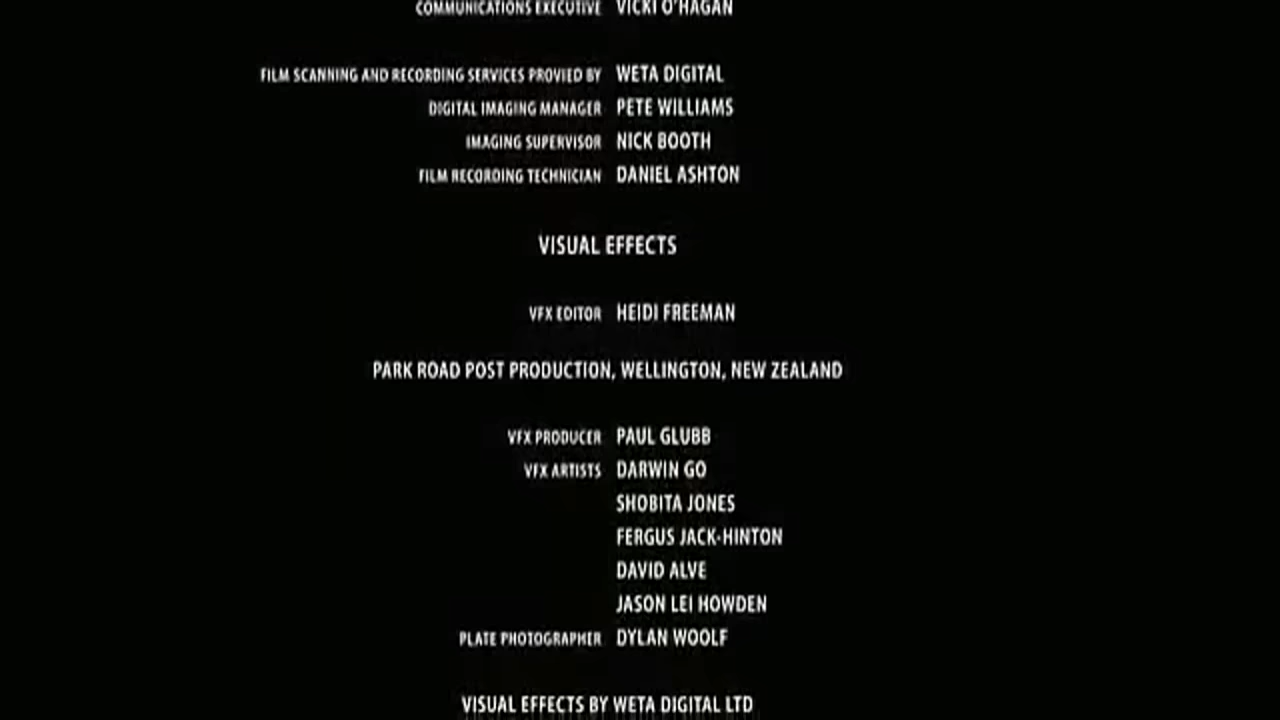 COMMUNICATIONS EXECUTIVE VICKI O'HAGAN
FILM SCANNING AND RECORDING SERVICES PROVIED BY WETA DIGITAL
DIGITAL IMAGING MANAGER PETE WILLIAMS
IMAGING SUPERVISOR NICK BOOTH
FILM RECORDING TECHNICIAN DANIEL ASHTON
VISUAL EFFECTS
VFX EDITOR HEIDI FREEMAN
PARK ROAD POST PRODUCTION, WELLINGTON, NEW ZEALAND
VFX PRODUCER PAUL GLUBB
VFX ARTISTS DARWIN GO
SHOBITA JONES
FERGUS JACK-HINTON
DAVID ALVE
JASON LEI HOWDEN
PLATE PHOTOGRAPHER DYLAN WOOLF
VISUAL EFFECTS BY WETA DIGITAL LTD